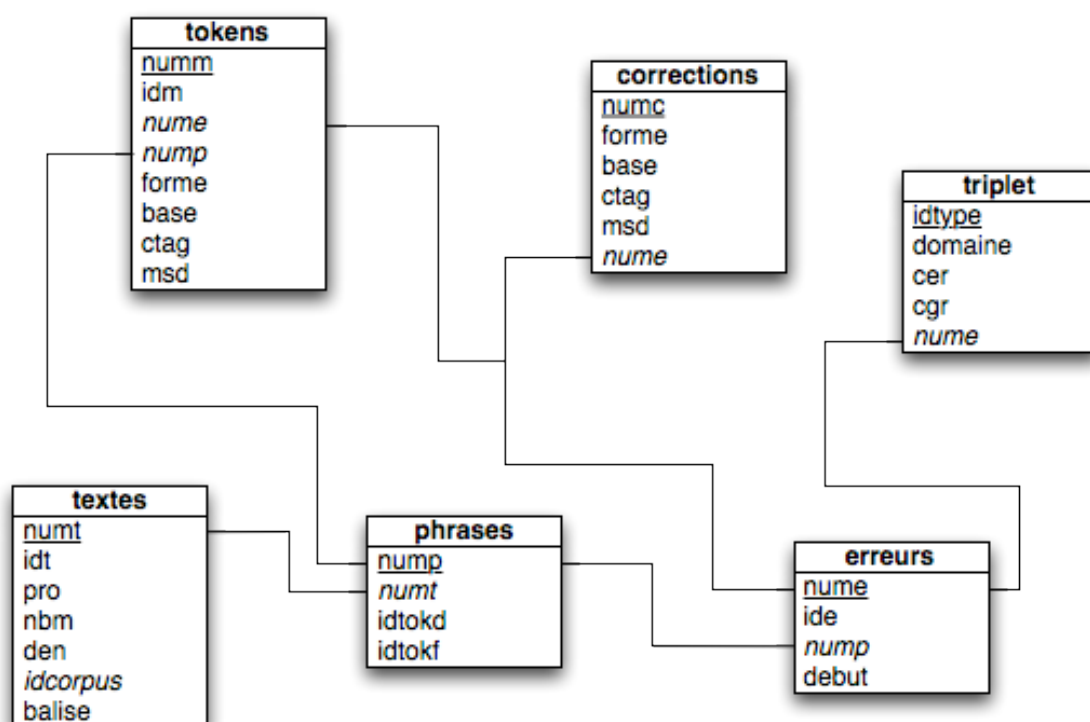 tokens
numm
idm
nume
nump
forme
base
ctag
msd
corrections
numc
forme
base
ctag
msd
nume
triplet
idtype
domaine
cer
cgr
nume
textes
numt
idt
pro
nbm
den
idcorpus
balise
phrases
nump
numt
idtokd
idtokf
erreurs
nume
ide
nump
debut